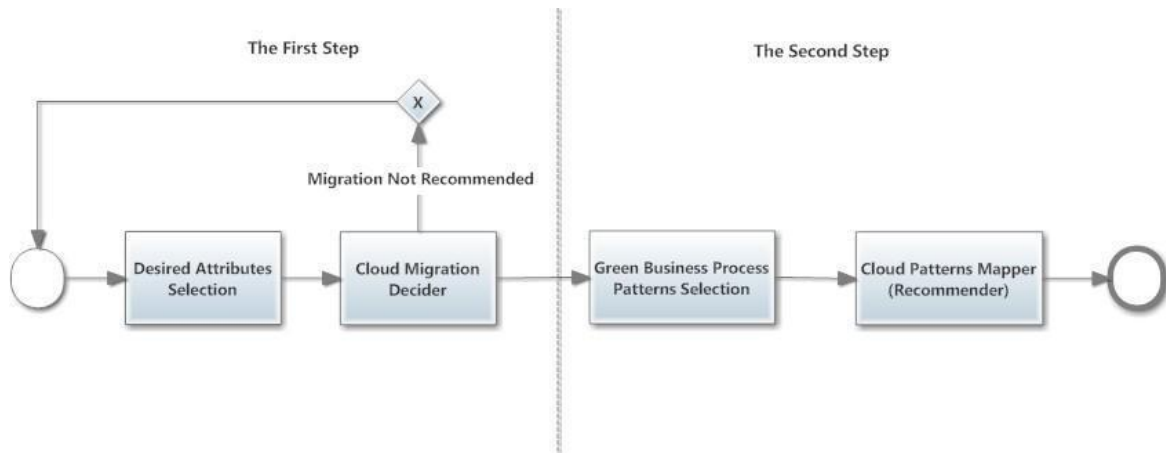 The First Step
The Second Step
X
Migration Not Recommended
Desired Attributes
Selection
Cloud Migration
Decider
Green Business Process
Patterns Selection
Cloud Patterns Mapper
(Recommender)